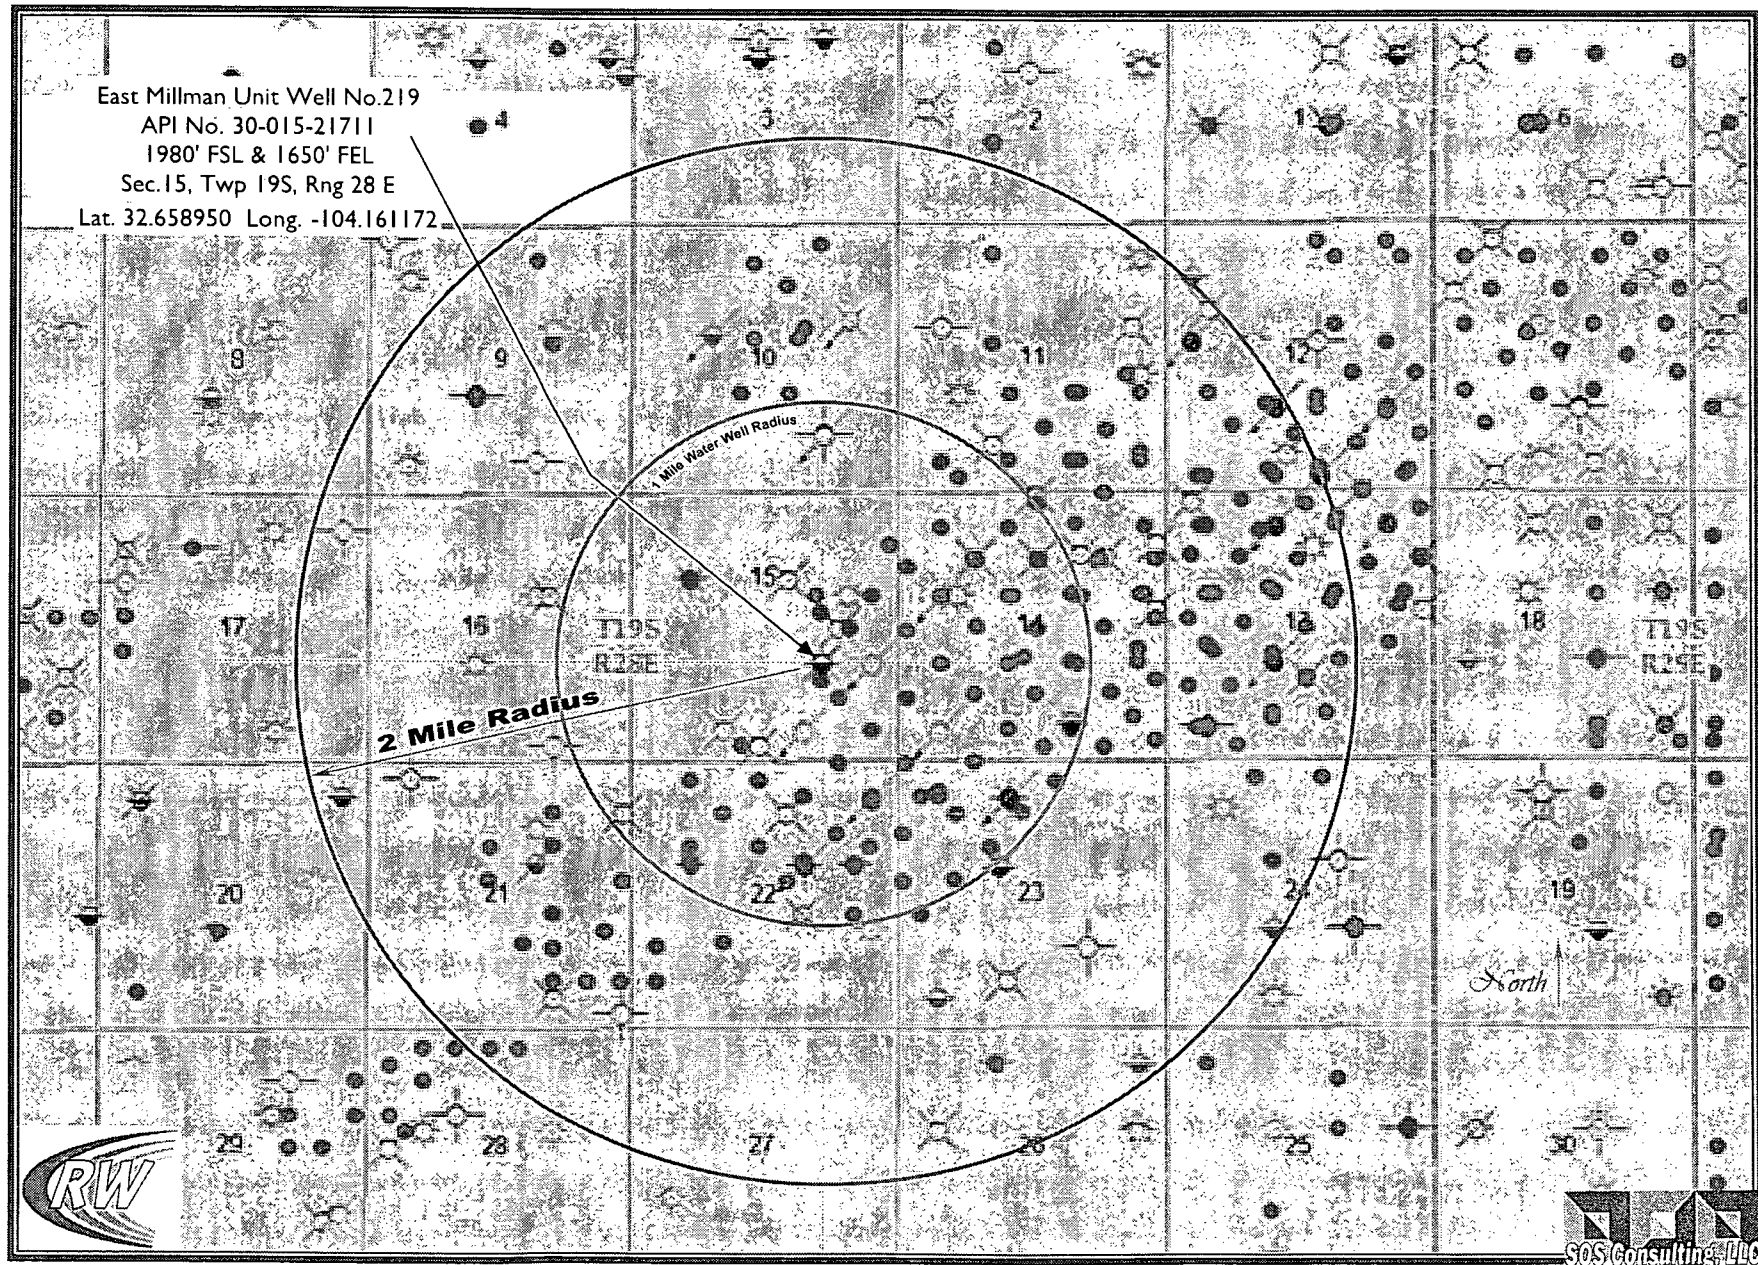 East Millman Unit Well No.219
API No. 30-015-21711
1980' FSL & 1650' FEL
Sec.15, Twp 19S, Rng 28 E
Lat. 32.658950 Long. -104.161172
4
3
2
1
6
8
9
10
11
12
7
1 Mile Water Well Radius
15
17
16
T19S
R28E
14
13
18
T19S
R29E
2 Mile Radius
20
21
22
23
24
19
North
29
28
27
26
25
30
RW
SOS Consulting, LLC